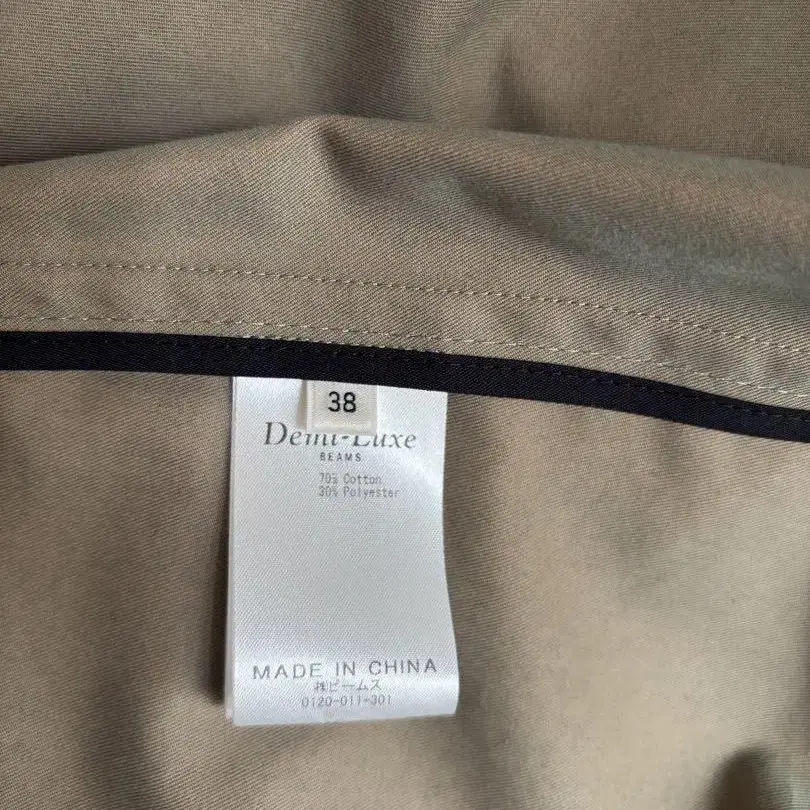 38
Demi-Luxe
BEAMS
70% Cotton
30% Polyester
MADE IN CHINA
㈱ビームス
0120-011-301